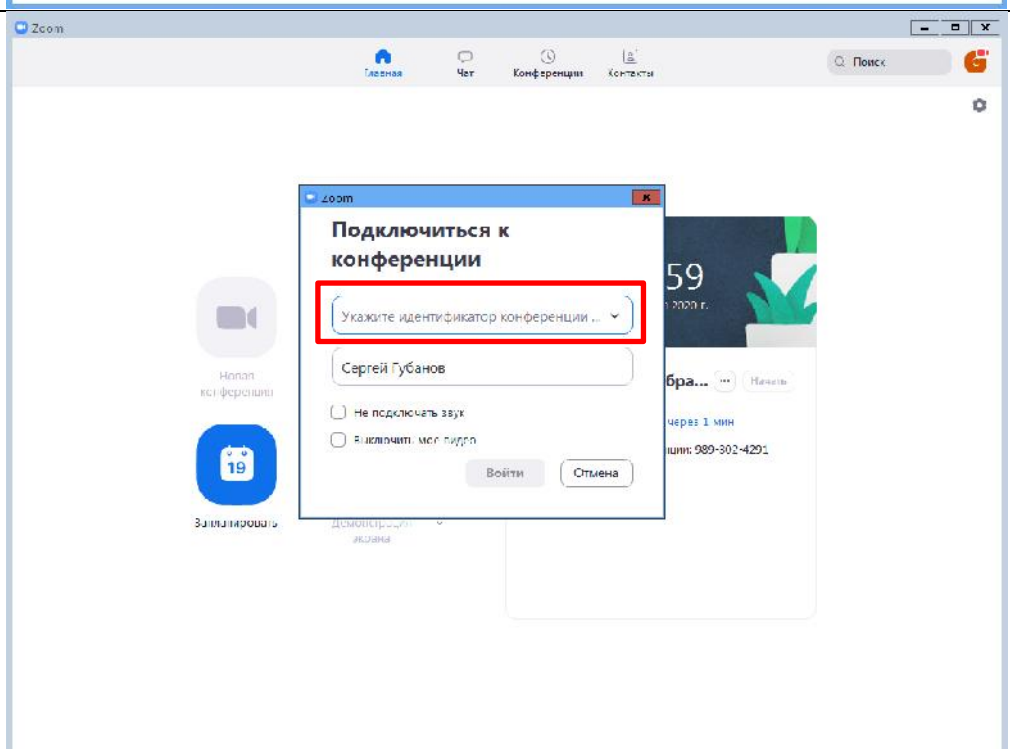 Zoom
Главная
Чат
Конференции
Контакты
Поиск
Zoom
Подключиться к
конференции
Укажите идентификатор конференции ...
Сергей Губанов
Не подключать звук
Выключить мое видео
Войти
Отмена
59
2020 г.
бра...
Начать
через 1 мин
ции: 989-302-4291
Новая
конференция
19
Запланировать
Демонстрация
экрана